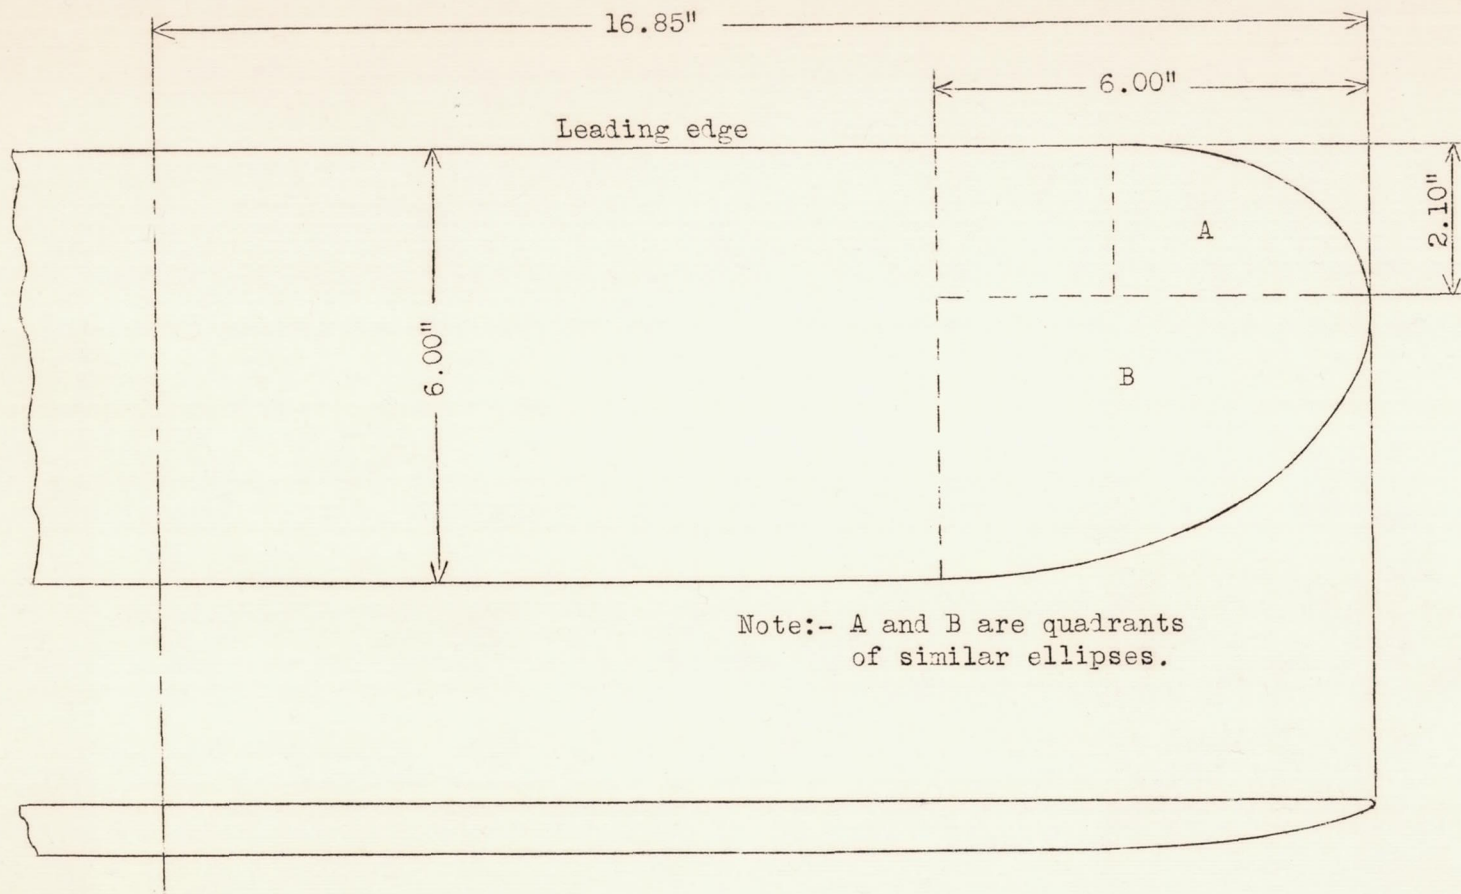 16.85"
6.00"
Leading edge
2.10"
A
6.00"
B
Note:- A and B are quadrants
of similar ellipses.